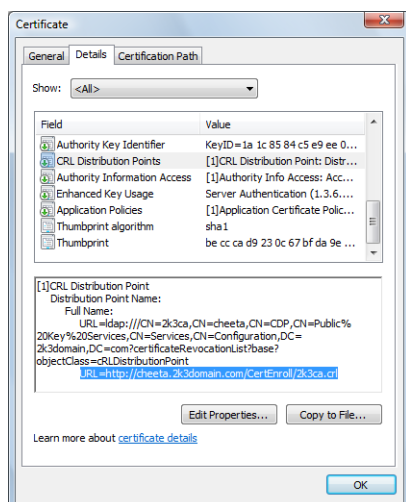 Certificate
General Details Certification Path
Show: <All>
Field Value
Authority Key Identifier KeyID=1a 1c 85 84 c5 e9 ee 0...
CRL Distribution Points [1]CRL Distribution Point: Distr...
Authority Information Access [1]Authority Info Access: Acc...
Enhanced Key Usage Server Authentication (1.3.6....
Application Policies [1]Application Certificate Polic...
Thumbprint algorithm sha1
Thumbprint be cc ca d9 23 0c 67 bf da 9e ...
[1]CRL Distribution Point
Distribution Point Name:
Full Name:
URL=ldap:///CN=2k3ca,CN=cheeta,CN=CDP,CN=Public%
20Key%20Services,CN=Services,CN=Configuration,DC=
2k3domain,DC=com?certificateRevocationList?base?
objectClass=cRLDistributionPoint
URL=http://cheeta.2k3domain.com/CertEnroll/2k3ca.crl
Edit Properties... Copy to File...
Learn more about certificate details
OK